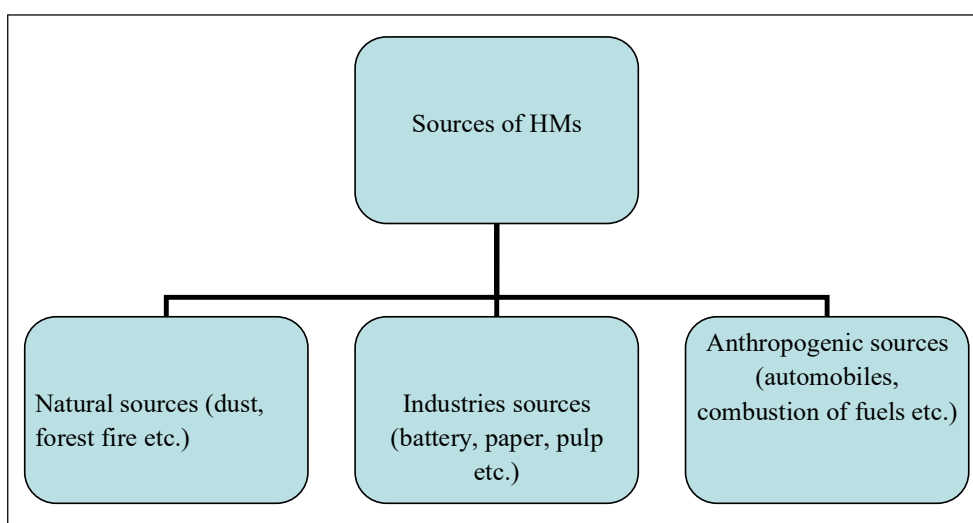 Sources of HMs
Natural sources (dust,
forest fire etc.)
Industries sources
(battery, paper, pulp
etc.)
Anthropogenic sources
(automobiles,
combustion of fuels etc.)